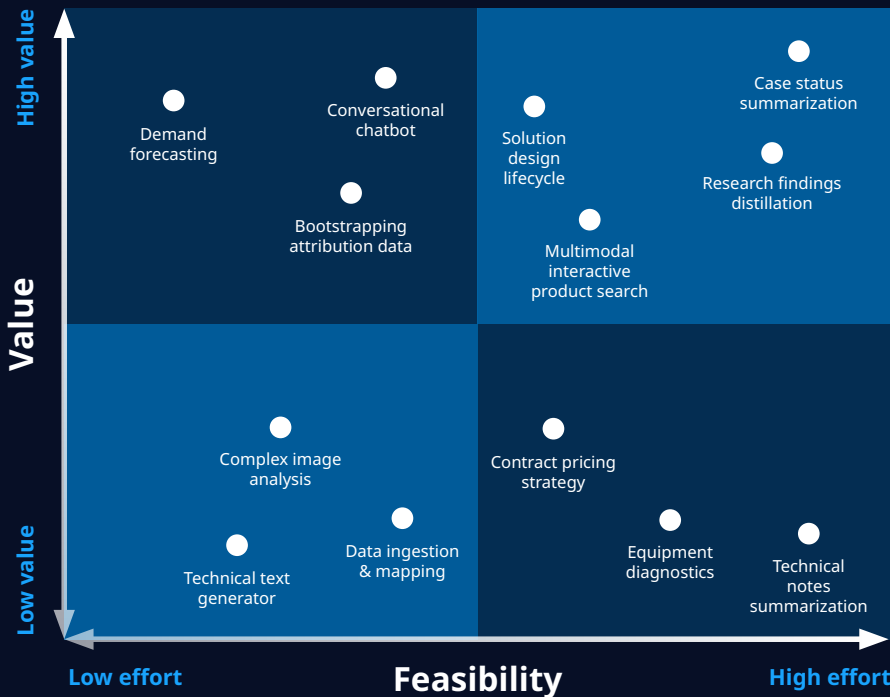 High value
Value
Low value
Demand
forecasting
Conversational
chatbot
Bootstrapping
attribution data
Solution
design
lifecycle
Case status
summarization
Research findings
distillation
Multimodal
interactive
product search
Complex image
analysis
Technical text
generator
Data ingestion
& mapping
Contract pricing
strategy
Equipment
diagnostics
Technical
notes
summarization
Low effort
Feasibility
High effort